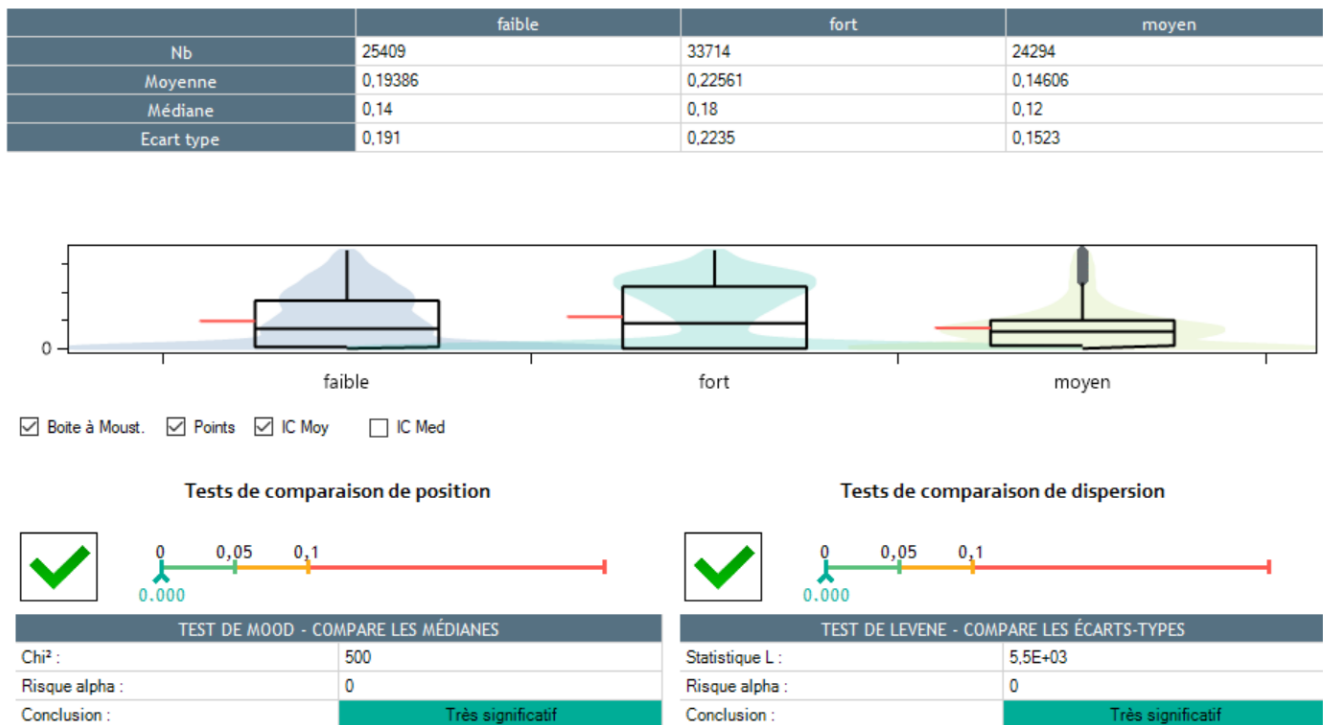 faible fort moyen
Nb 25409 33714 24294
Moyenne 0,19386 0,22561 0,14606
Médiane 0,14 0,18 0,12
Ecart type 0,191 0,2235 0,1523
0
faible fort moyen
Boite à Moust. Points IC Moy IC Med
Tests de comparaison de position Tests de comparaison de dispersion
0 0,05 0,1 0 0,05 0,1
0.000 0.000
TEST DE MOOD - COMPARE LES MÉDIANES TEST DE LEVENE - COMPARE LES ÉCARTS-TYPES
Chi² : 500 Statistique L : 5,5E+03
Risque alpha : 0 Risque alpha : 0
Conclusion : Très significatif Conclusion : Très significatif